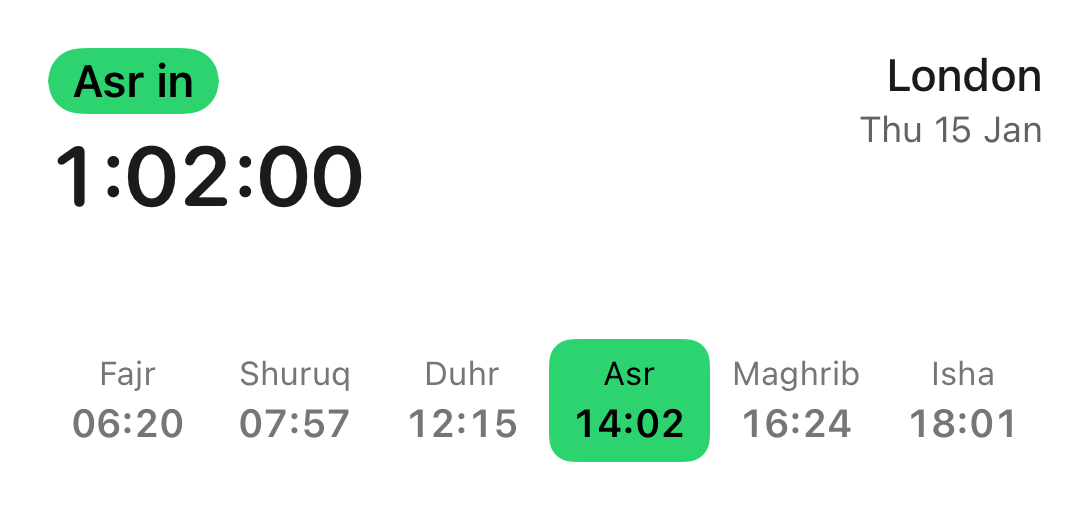 Asr in
1:02:00
London
Thu 15 Jan
Fajr Shuruq Duhr Asr Maghrib Isha
06:20 07:57 12:15 14:02 16:24 18:01